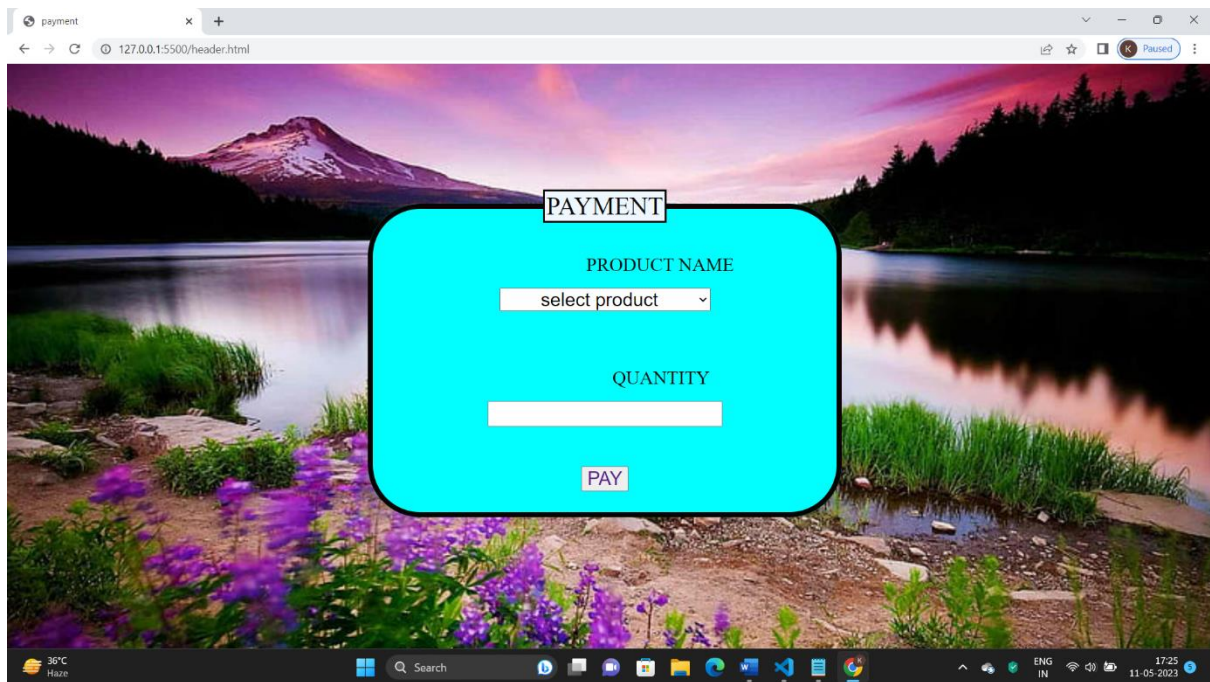 payment
127.0.0.1:5500/header.html
K Paused
PAYMENT
PRODUCT NAME
select product
QUANTITY
PAY
36°C
Haze
Search
ENG
IN
17:25
11-05-2023
5